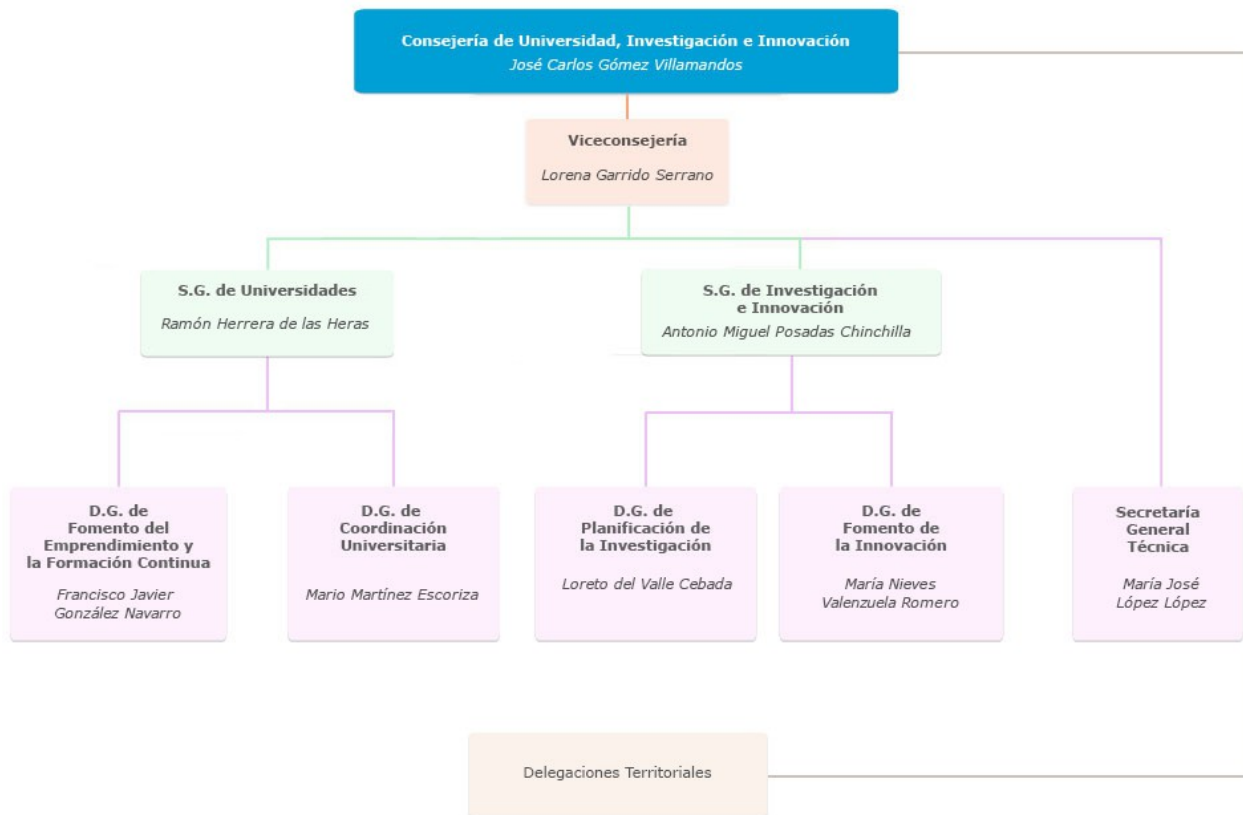 Consejería de Universidad, Investigación e Innovación
José Carlos Gómez Villamandos
Viceconsejería
Lorena Garrido Serrano
S.G. de Universidades
Ramón Herrera de las Heras
S.G. de Investigación
e Innovación
Antonio Miguel Posadas Chinchilla
D.G. de
Fomento del
Emprendimiento y
la Formación Continua
Francisco Javier
González Navarro
D.G. de
Coordinación
Universitaria
Mario Martínez Escoriza
D.G. de
Planificación de
la Investigación
Loreto del Valle Cebada
D.G. de
Fomento de
la Innovación
María Nieves
Valenzuela Romero
Secretaría
General
Técnica
María José
López López
Delegaciones Territoriales